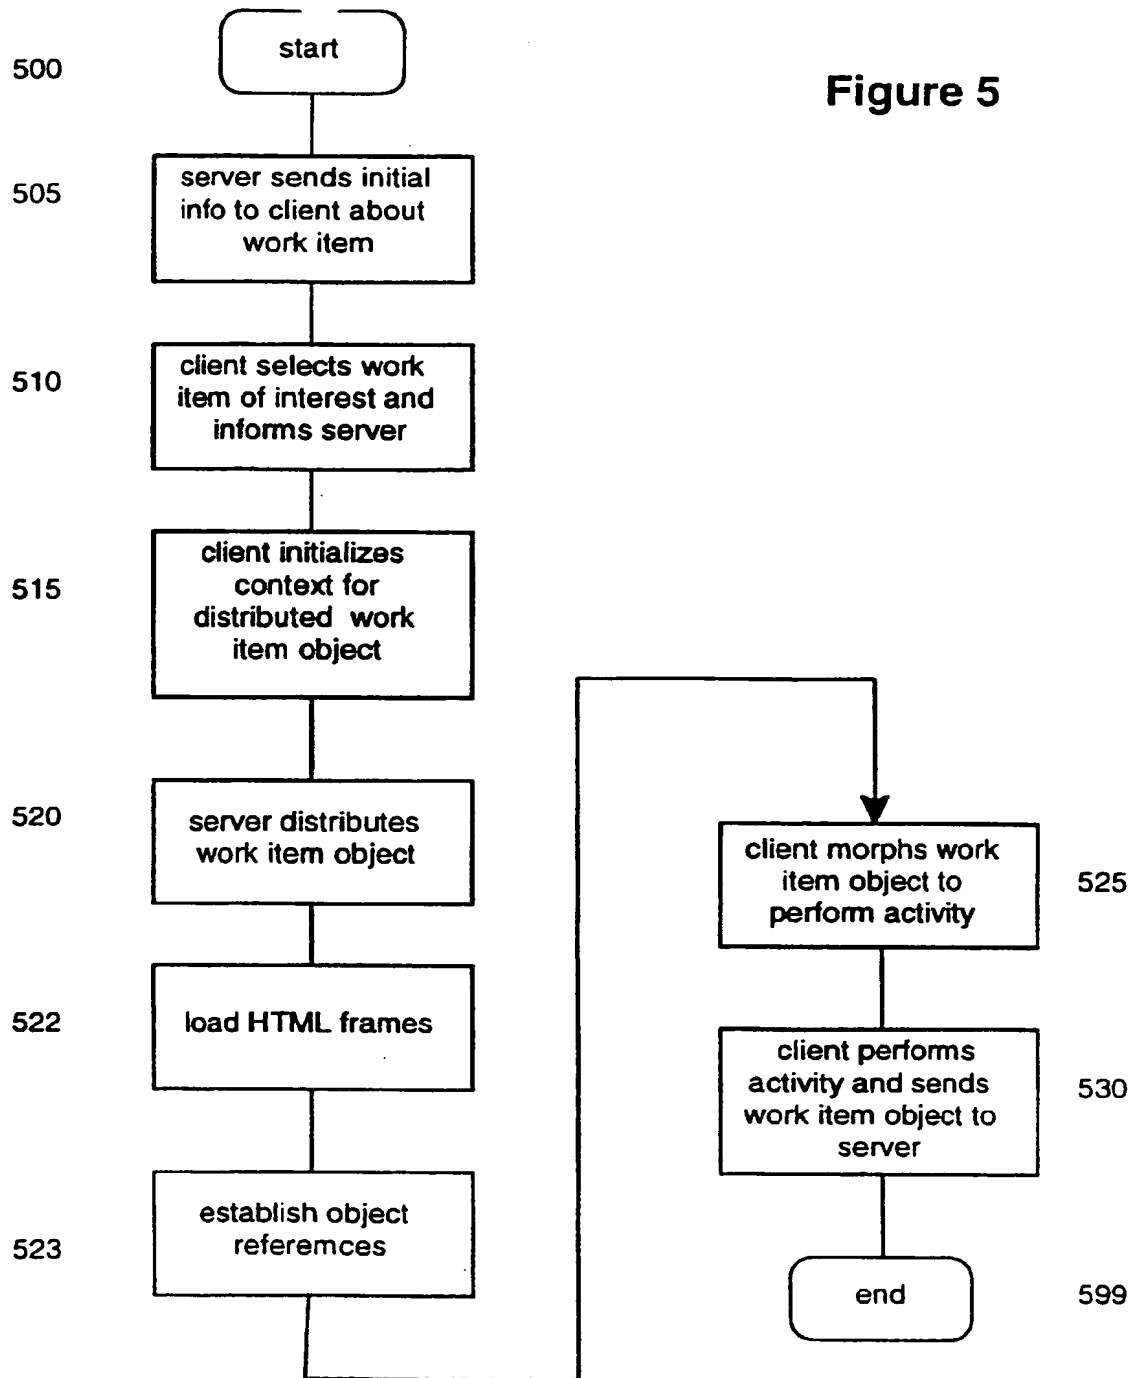 Figure 5
500
start
505
server sends initial
info to client about
work item
510
client selects work
item of interest and
informs server
515
client initializes
context for
distributed work
item object
520
server distributes
work item object
522
load HTML frames
523
establish object
referemces
client morphs work
item object to
perform activity
525
client performs
activity and sends
work item object to
server
530
end
599